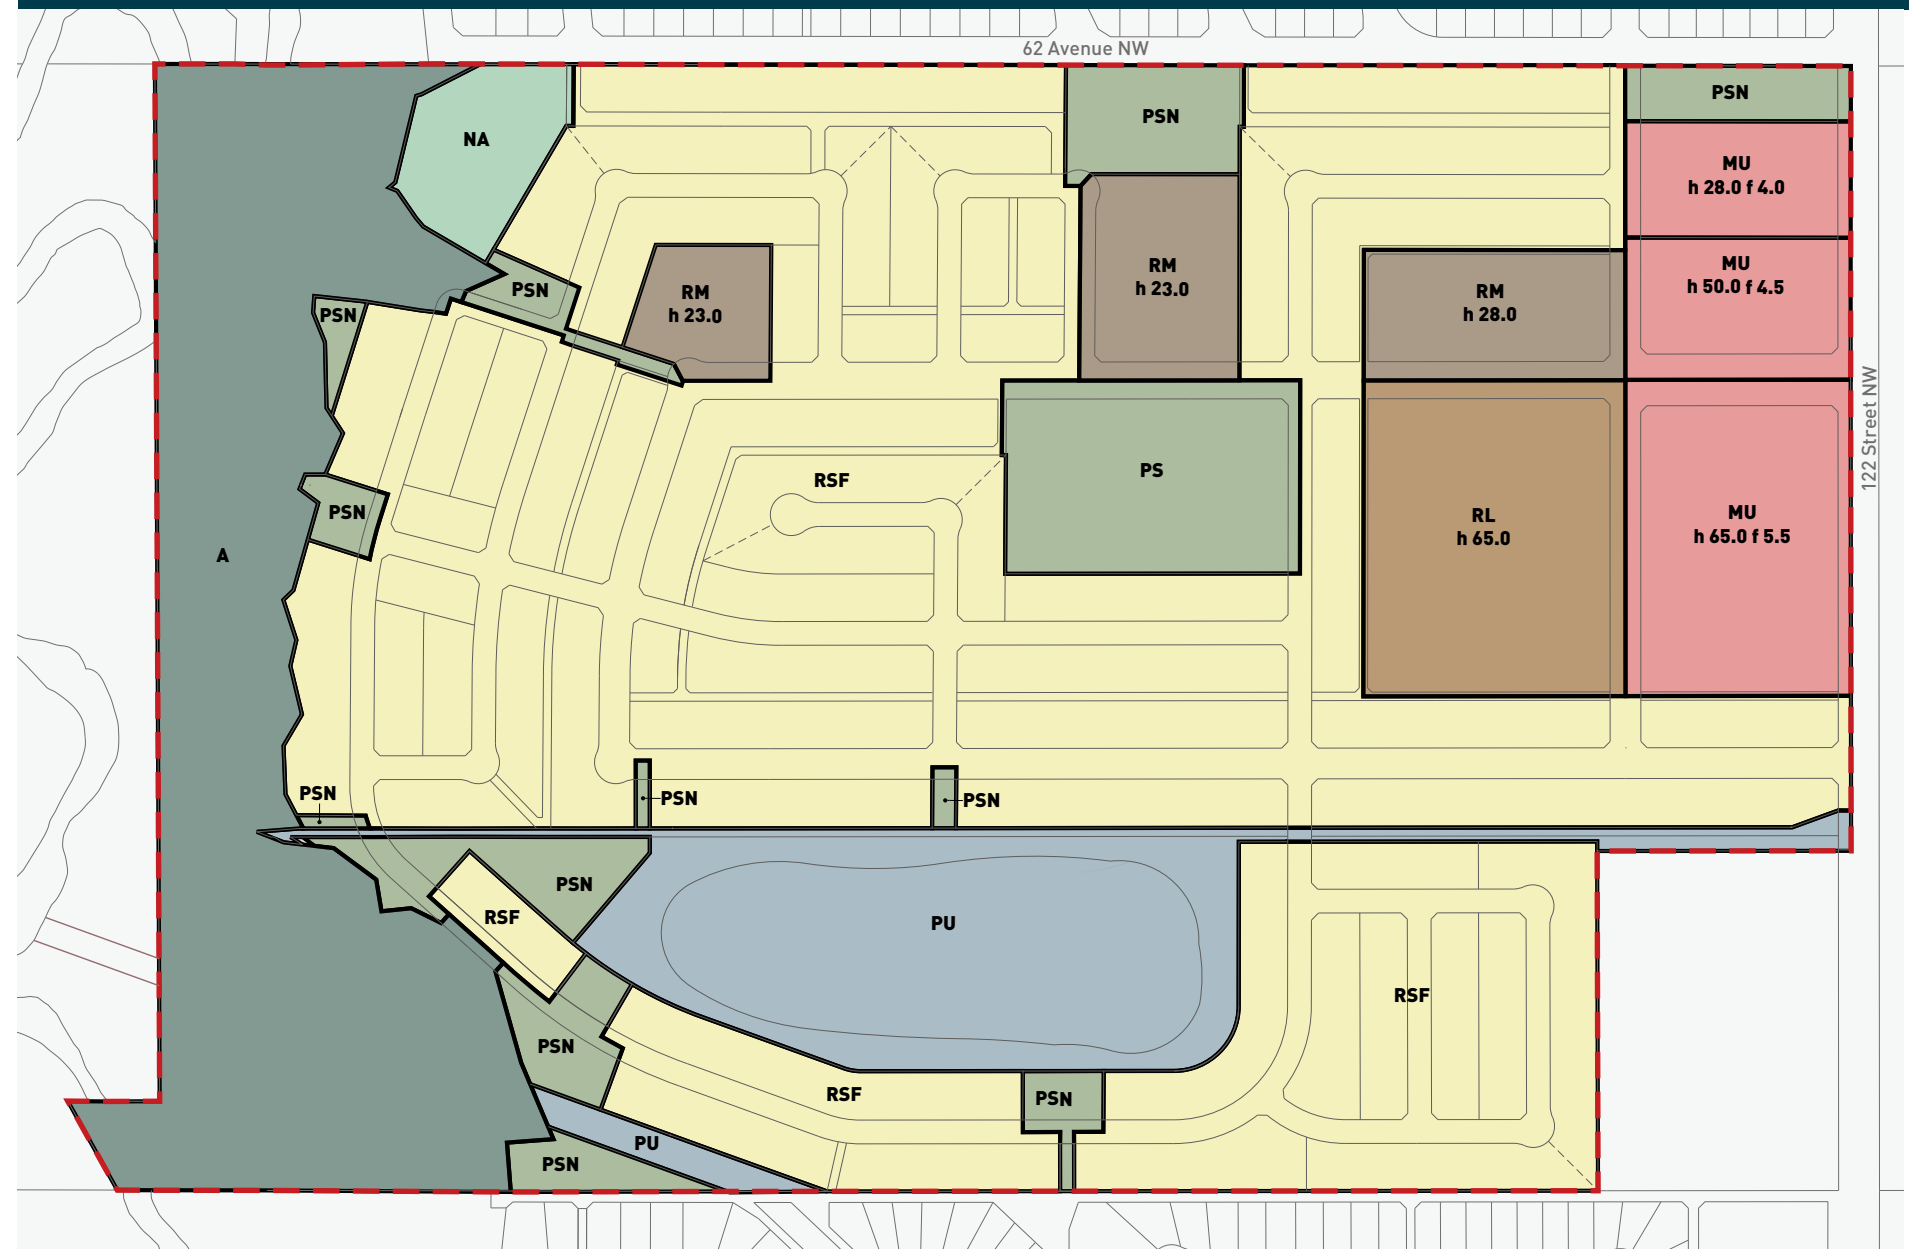 62 Avenue NW
PSN
PSN
NA
MU
h 28.0 f 4.0
RM
h 23.0
MU
h 50.0 f 4.5
PSN
RM
h 23.0
RM
h 28.0
PSN
122 Street NW
PS
RSF
PSN
RL
h 65.0
MU
h 65.0 f 5.5
A
PSN
PSN
PSN
PSN
RSF
PU
RSF
PSN
RSF
PSN
PU
PSN